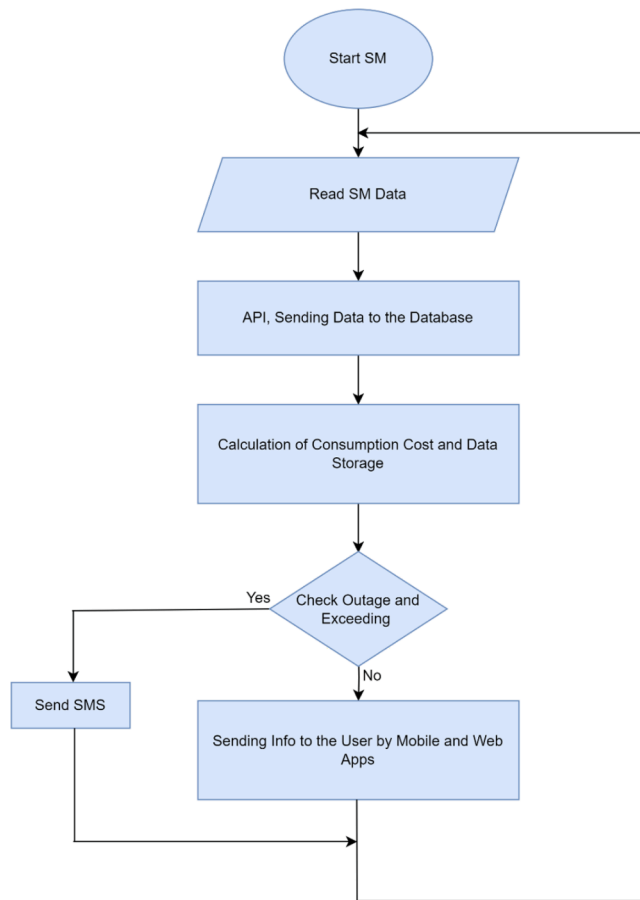 Start SM
Read SM Data
API, Sending Data to the Database
Calculation of Consumption Cost and Data
Storage
Yes
Check Outage and
Exceeding
No
Send SMS
Sending Info to the User by Mobile and Web
Apps